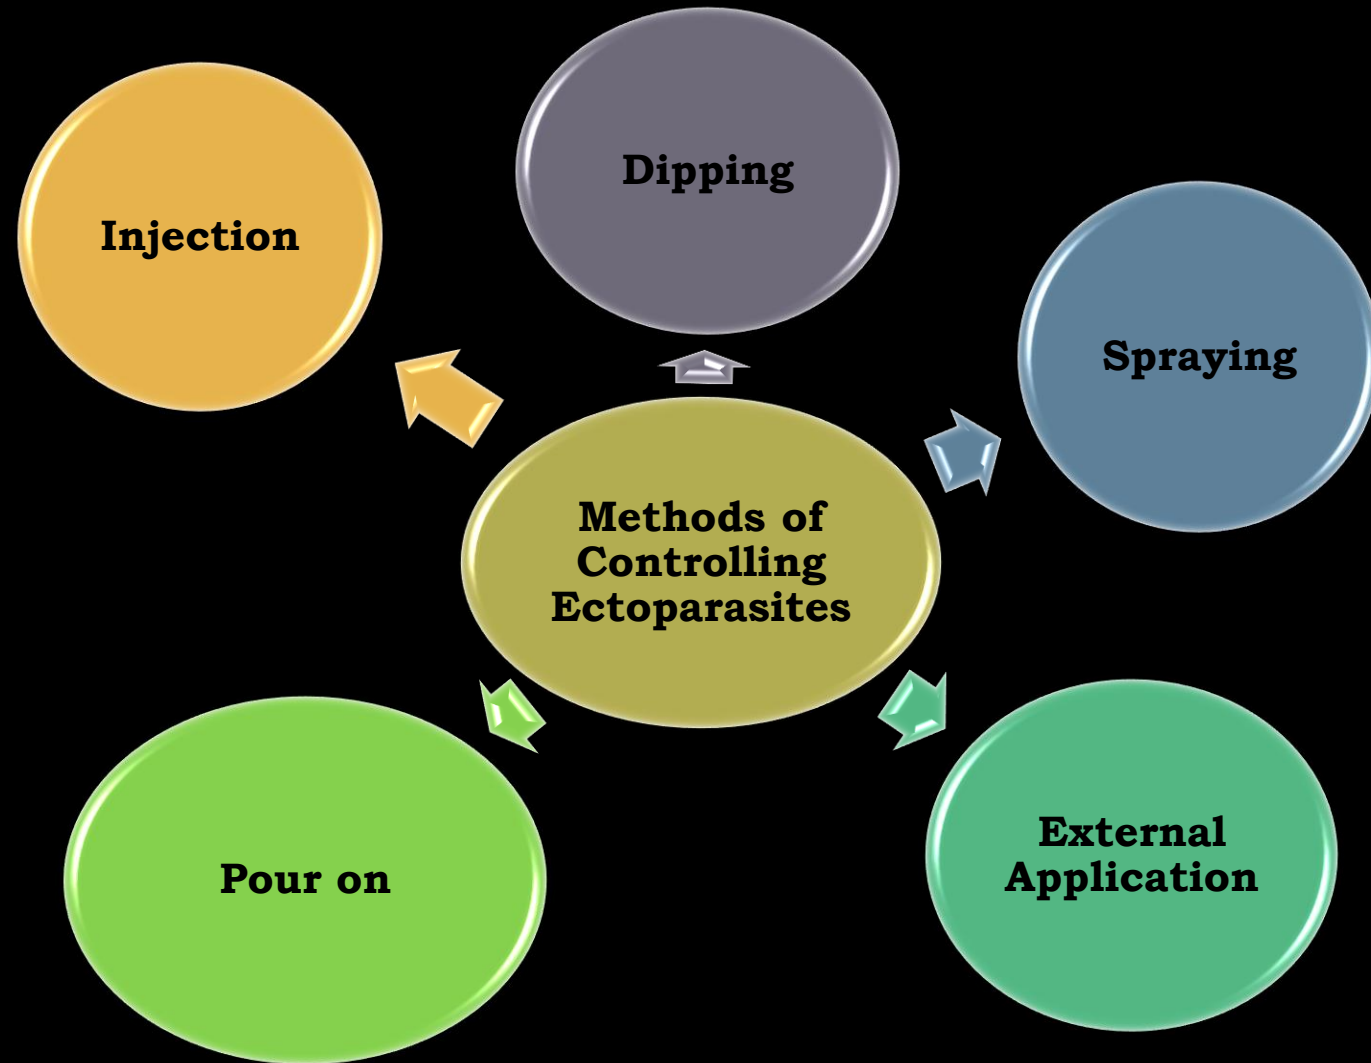 Dipping
Injection
Spraying
Methods of
Controlling
Ectoparasites
External
Application
Pour on